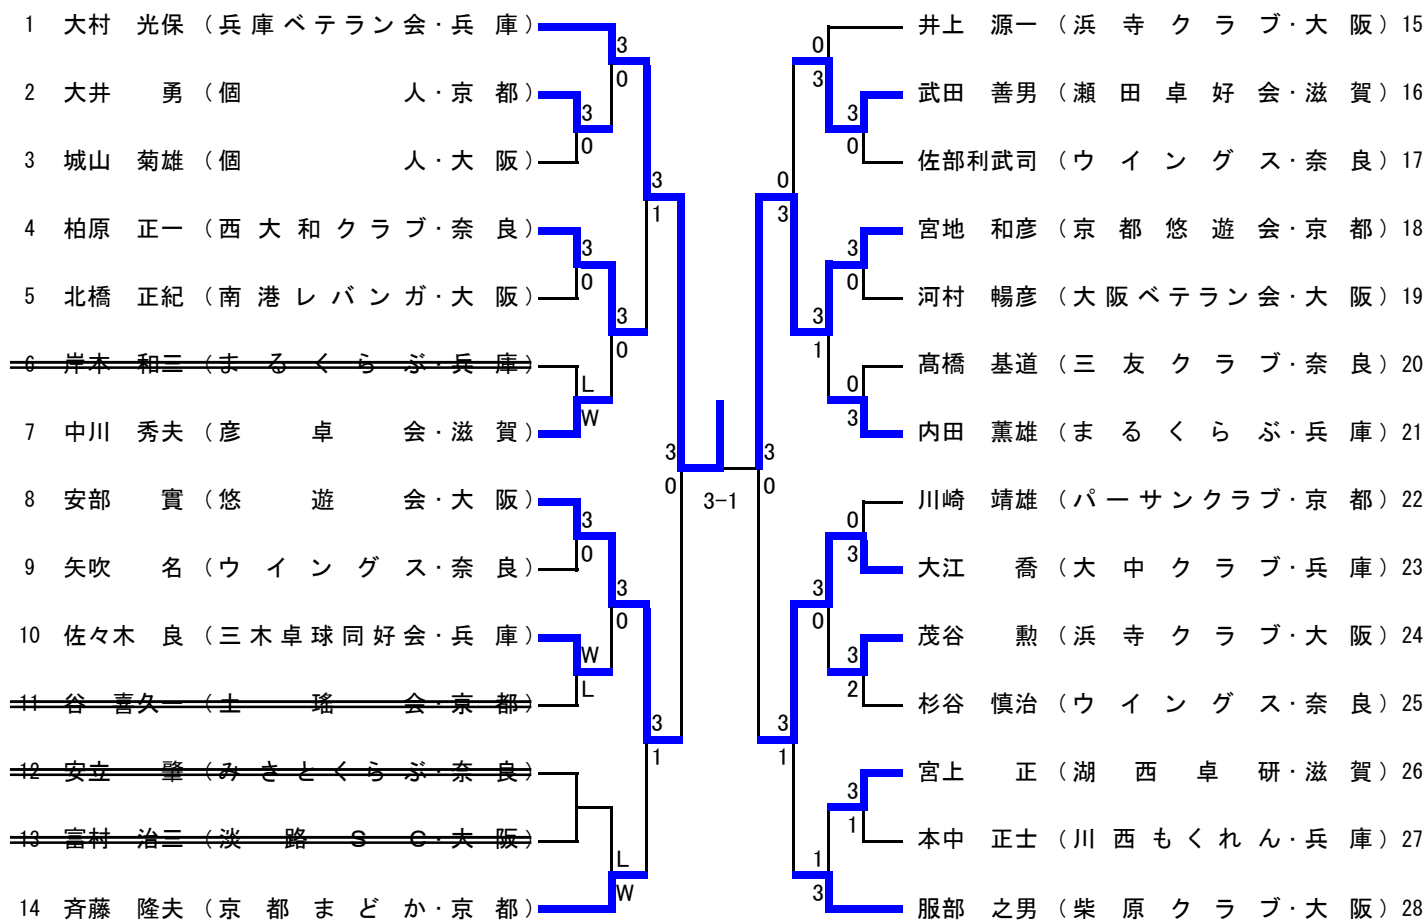 1 大村 光保 (兵庫ベテラン会・兵庫)
2 大井 勇 (個人・京都)
3 城山 菊雄 (個人・大阪)
4 柏原 正一 (西大和クラブ・奈良)
5 北橋 正紀 (南港レバンガ・大阪)
6 岸本 和三 (まるくらぶ・兵庫)
7 中川 秀夫 (彦卓会・滋賀)
8 安部 實 (悠遊会・大阪)
9 矢吹 名 (ウイングス・奈良)
10 佐々木 良 (三木卓球同好会・兵庫)
11 谷 喜久一 (士瑤会・京都)
12 安立 肇 (みさとくらぶ・奈良)
13 富村 治三 (淡路SC・大阪)
14 斉藤 隆夫 (京都まどか・京都)
3
0
3
0
3
1
3
0
3
0
L
W
3
0
3
0
3
0
W
L
3
1
L
W
3-1
0
3
3
0
0
3
3
0
3
1
0
3
3
0
0
3
3
0
3
2
3
1
3
1
1
3
井上 源一 (浜寺クラブ・大阪) 15
武田 善男 (瀬田卓好会・滋賀) 16
佐部利武司 (ウイングス・奈良) 17
宮地 和彦 (京都悠遊会・京都) 18
河村 暢彦 (大阪ベテラン会・大阪) 19
髙橋 基道 (三友クラブ・奈良) 20
内田 薫雄 (まるくらぶ・兵庫) 21
川崎 靖雄 (パーサンクラブ・京都) 22
大江 喬 (大中クラブ・兵庫) 23
茂谷 勲 (浜寺クラブ・大阪) 24
杉谷 慎治 (ウイングス・奈良) 25
宮上 正 (湖西卓研・滋賀) 26
本中 正士 (川西もくれん・兵庫) 27
服部 之男 (柴原クラブ・大阪) 28